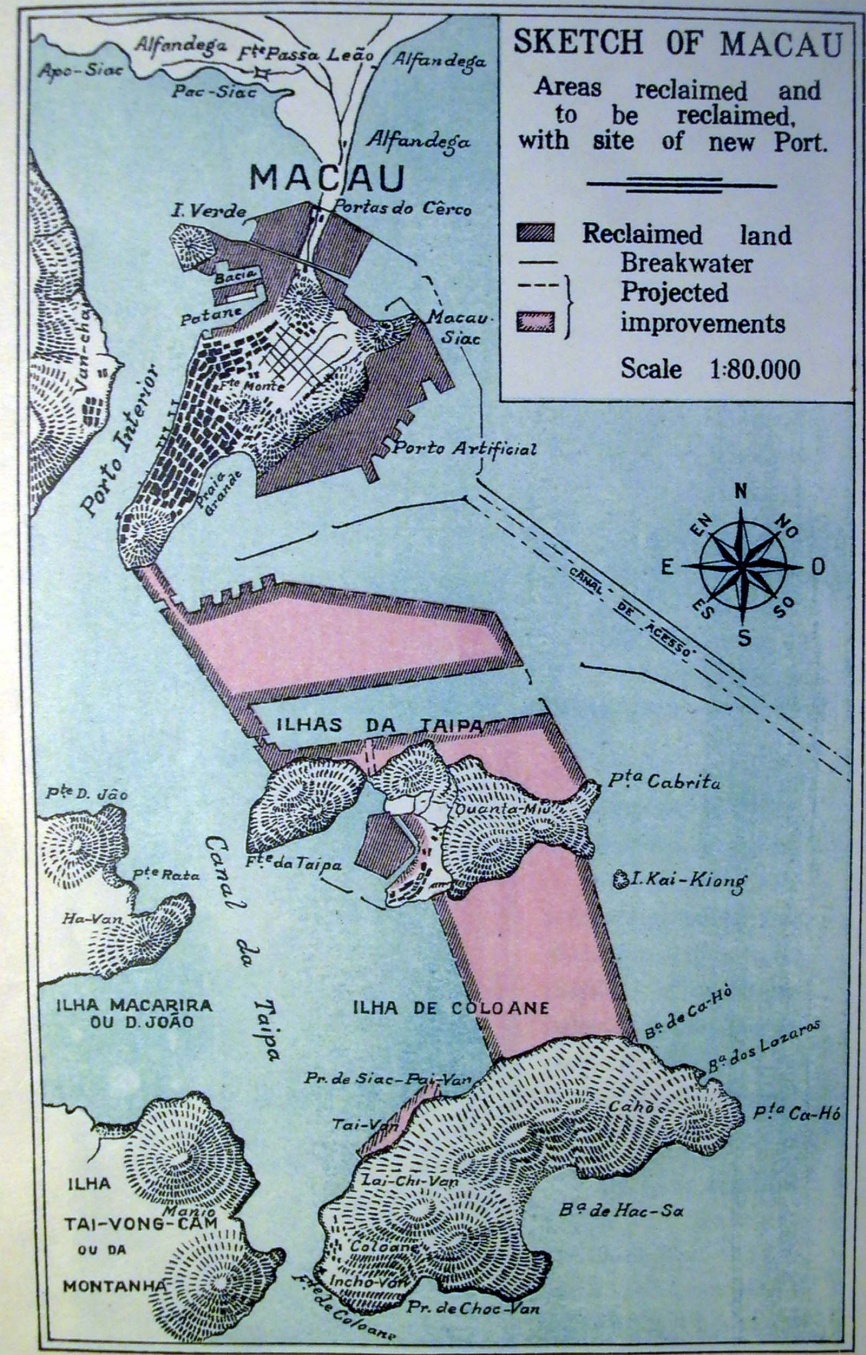 SKETCH OF MACAU
Areas reclaimed and
to be reclaimed,
with site of new Port.
Reclaimed land
Breakwater
Projected
improvements
Scale 1:80.000
Alfandega
Fte Passa Leão
Alfandega
Apo-Siac
Pac-Siac
Alfandega
MACAU
I. Verde
Portas do Cêrco
Bacia
Patane
Macau-
Siac
Van-chai
Fte Monte
Porto Interior
Porto Artificial
Praia
Grande
N
EN
NO
E
O
ES
SO
S
CANAL DE ACESSO
ILHAS DA TAIPA
Pta Cabrita
Pte D. Jão
Fte da Taipa
Pte Rata
I. Kai-Kiong
Ha-Van
Canal da Taipa
ILHA MACARIRA
OU D. JOÃO
ILHA DE COLOANE
Ba de Ca-Hó
Ba dos Lozaros
Pr. de Siac-Pai-Van
Cahó
Pta Ca-Hó
Tai-Van
Lai-Chi-Van
ILHA
Manio
TAI-VONG-CAM
OU DA
MONTANHA
Ba de Hac-Sa
Coloane
Incho-Van
Fte de Coloane
Pr. de Choc-Van